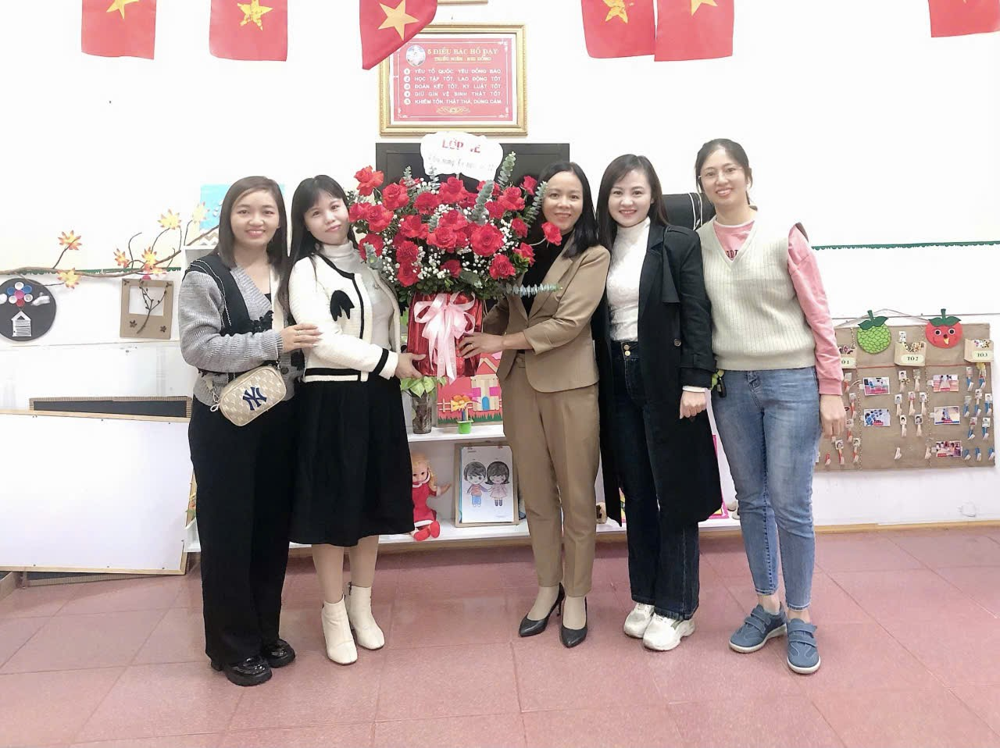 5 ĐIỀU BÁC HỒ DẠY
THIẾU NIÊN - NHI ĐỒNG
1 YÊU TỔ QUỐC, YÊU ĐỒNG BÀO.
2 HỌC TẬP TỐT, LAO ĐỘNG TỐT.
3 ĐOÀN KẾT TỐT, KỶ LUẬT TỐT.
4 GIỮ GÌN VỆ SINH THẬT TỐT.
5 KHIÊM TỐN, THẬT THÀ, DŨNG CẢM.
LỚP 1E
TỔ 1
TỔ 2
TỔ 3
NY